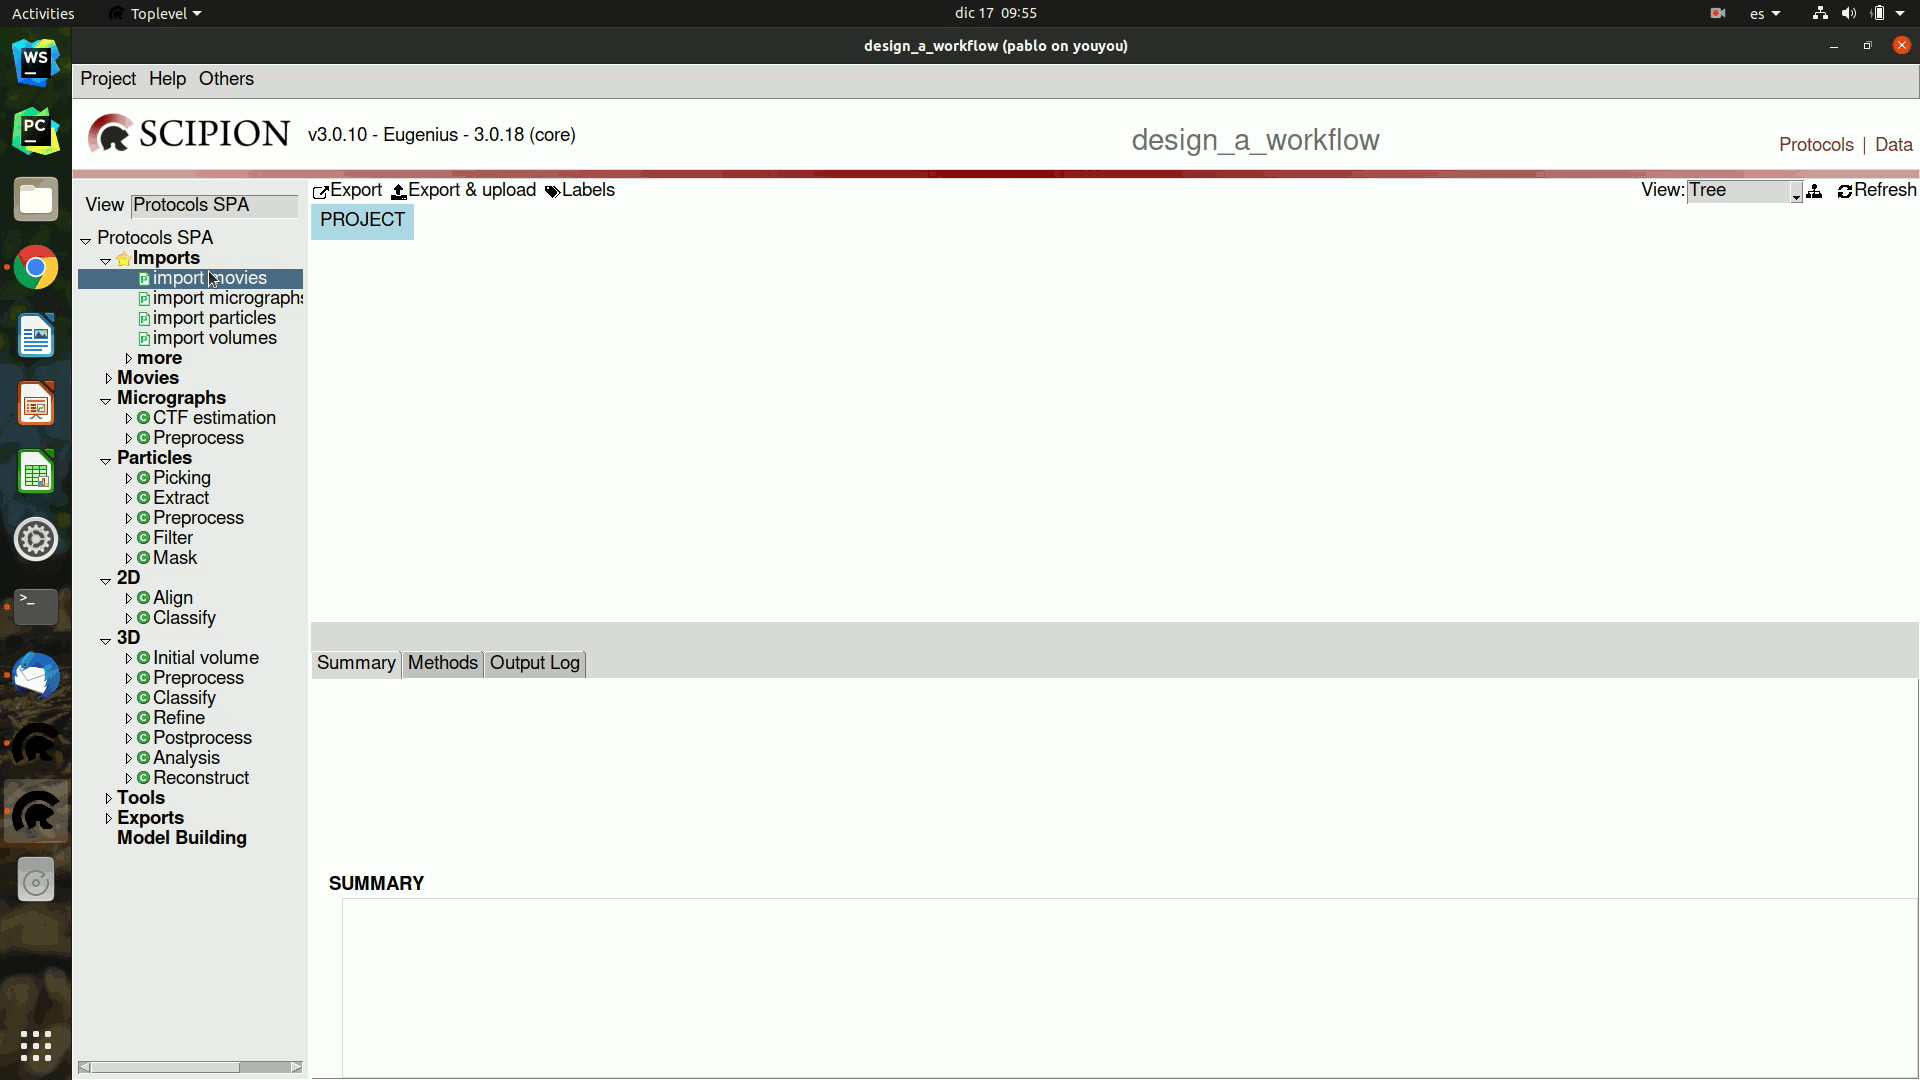 Activities Toplevel dic 17 09:55 es
WS
design_a_workflow (pablo on youyou)
Project Help Others
PC
SCIPION v3.0.10 - Eugenius - 3.0.18 (core) design_a_workflow Protocols | Data
View Protocols SPA
Export Export & upload Labels View: Tree Refresh
PROJECT
Protocols SPA
Imports
import movies
import micrographs
import particles
import volumes
more
Movies
Micrographs
CTF estimation
Preprocess
Particles
Picking
Extract
Preprocess
Filter
Mask
2D
Align
Classify
3D
Initial volume
Preprocess
Classify
Refine
Postprocess
Analysis
Reconstruct
Tools
Exports
Model Building
Summary Methods Output Log
SUMMARY